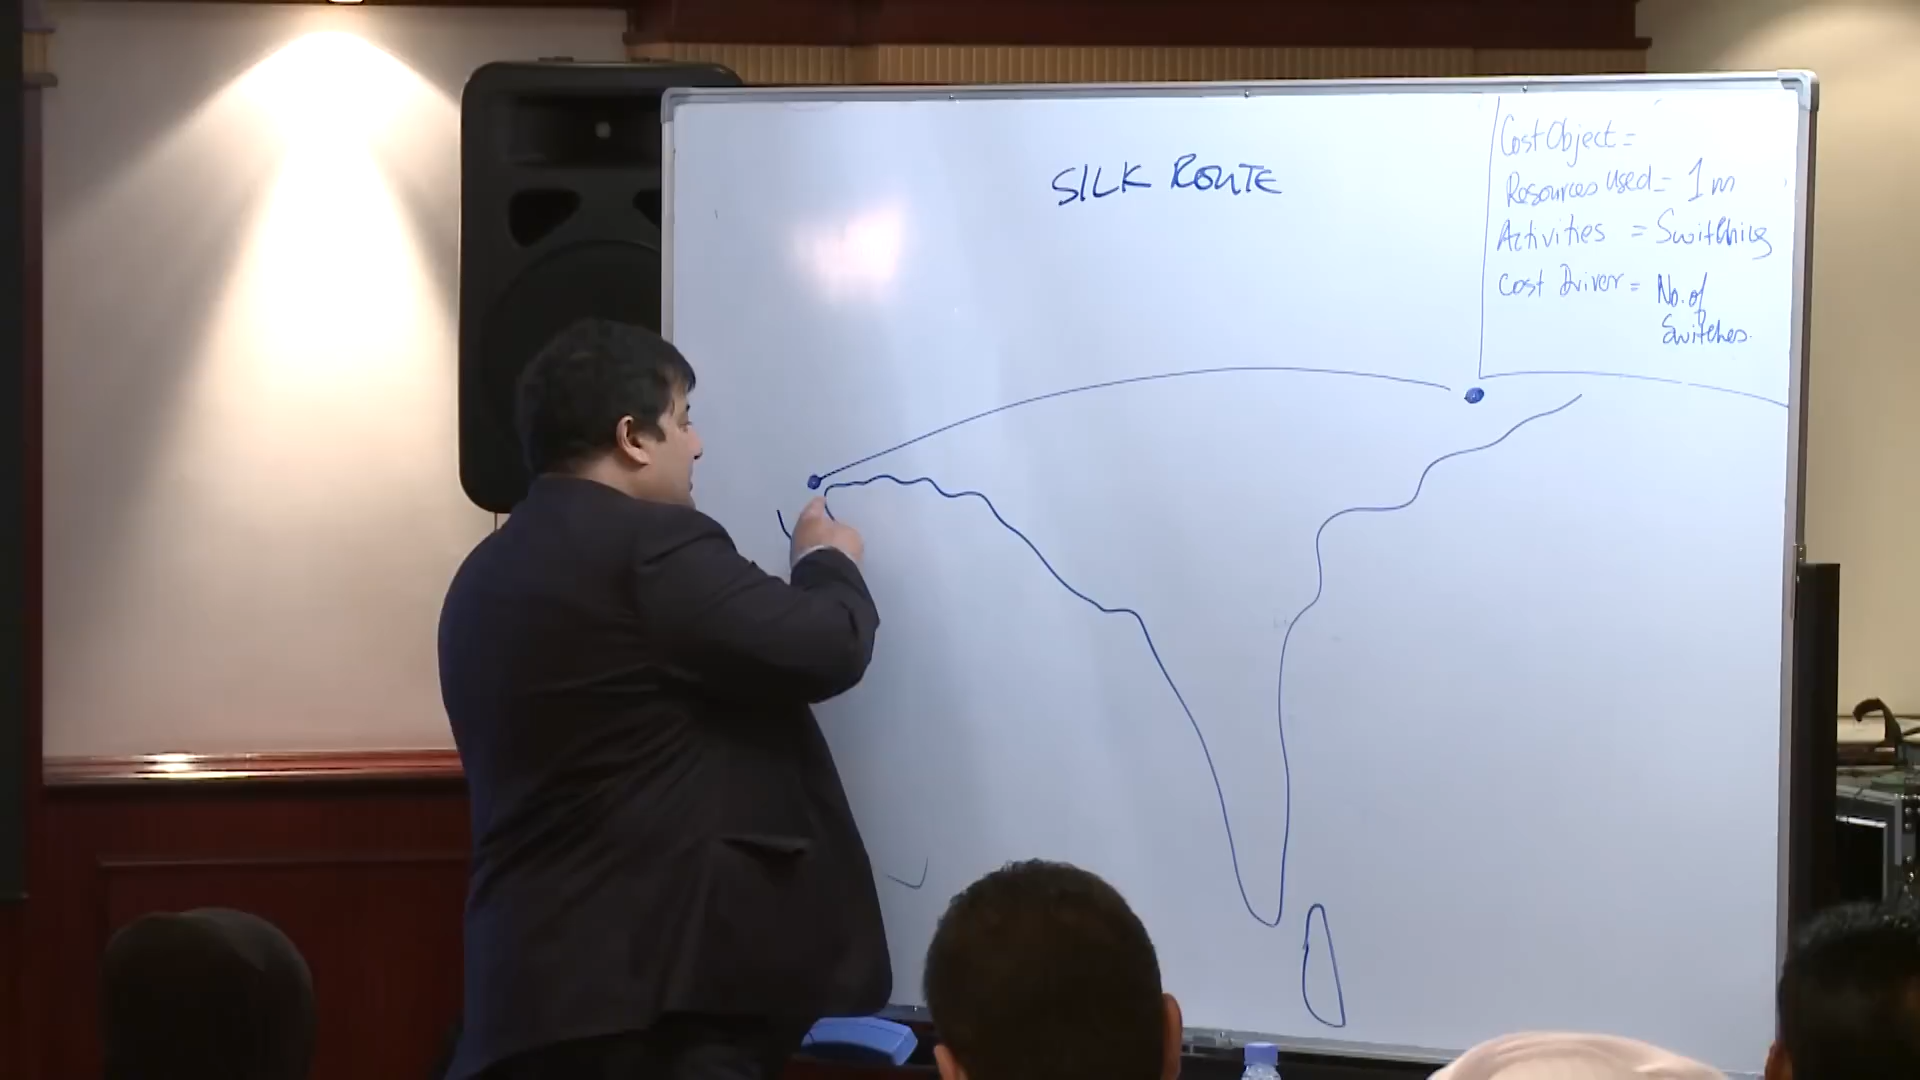 SILK ROUTE
Cost Object =
Resources used = 1m
Activities = Switching
Cost Driver = No. of
Switches.